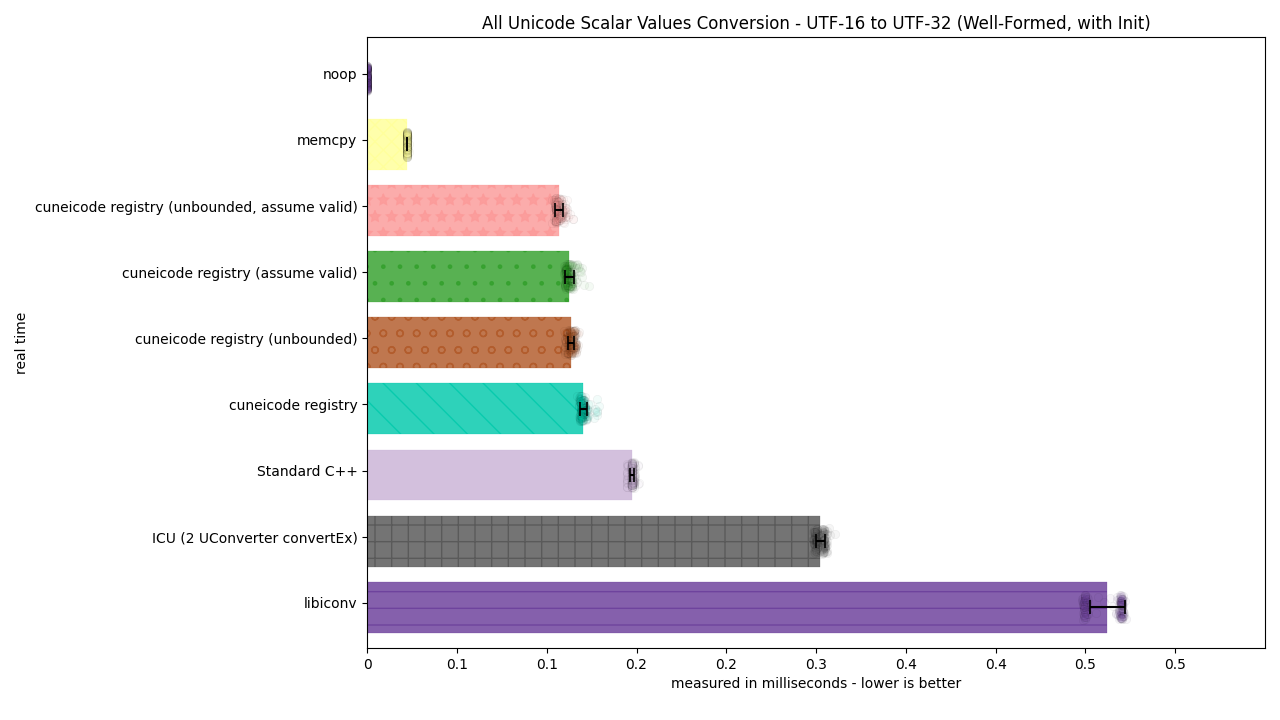 All Unicode Scalar Values Conversion - UTF-16 to UTF-32 (Well-Formed, with Init)
real time
noop
memcpy
cuneicode registry (unbounded, assume valid)
cuneicode registry (assume valid)
cuneicode registry (unbounded)
cuneicode registry
Standard C++
ICU (2 UConverter convertEx)
libiconv
0 0.1 0.1 0.2 0.2 0.3 0.4 0.4 0.5 0.5
measured in milliseconds - lower is better